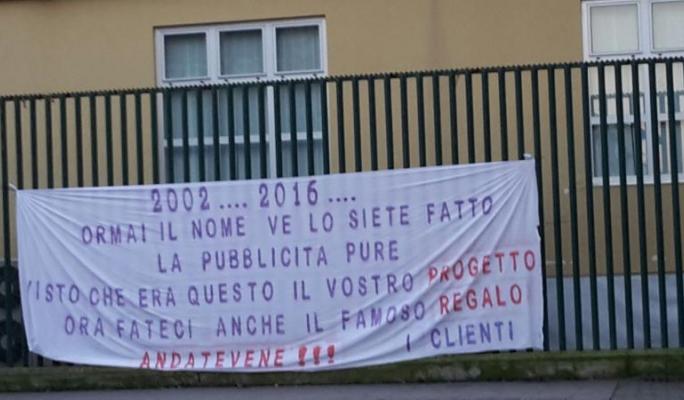 2002.... 2016....
ORMAI IL NOME VE LO SIETE FATTO
LA PUBBLICITA PURE
VISTO CHE ERA QUESTO IL VOSTRO PROGETTO
ORA FATECI ANCHE IL FAMOSO REGALO
ANDATEVENE !!! I CLIENTI